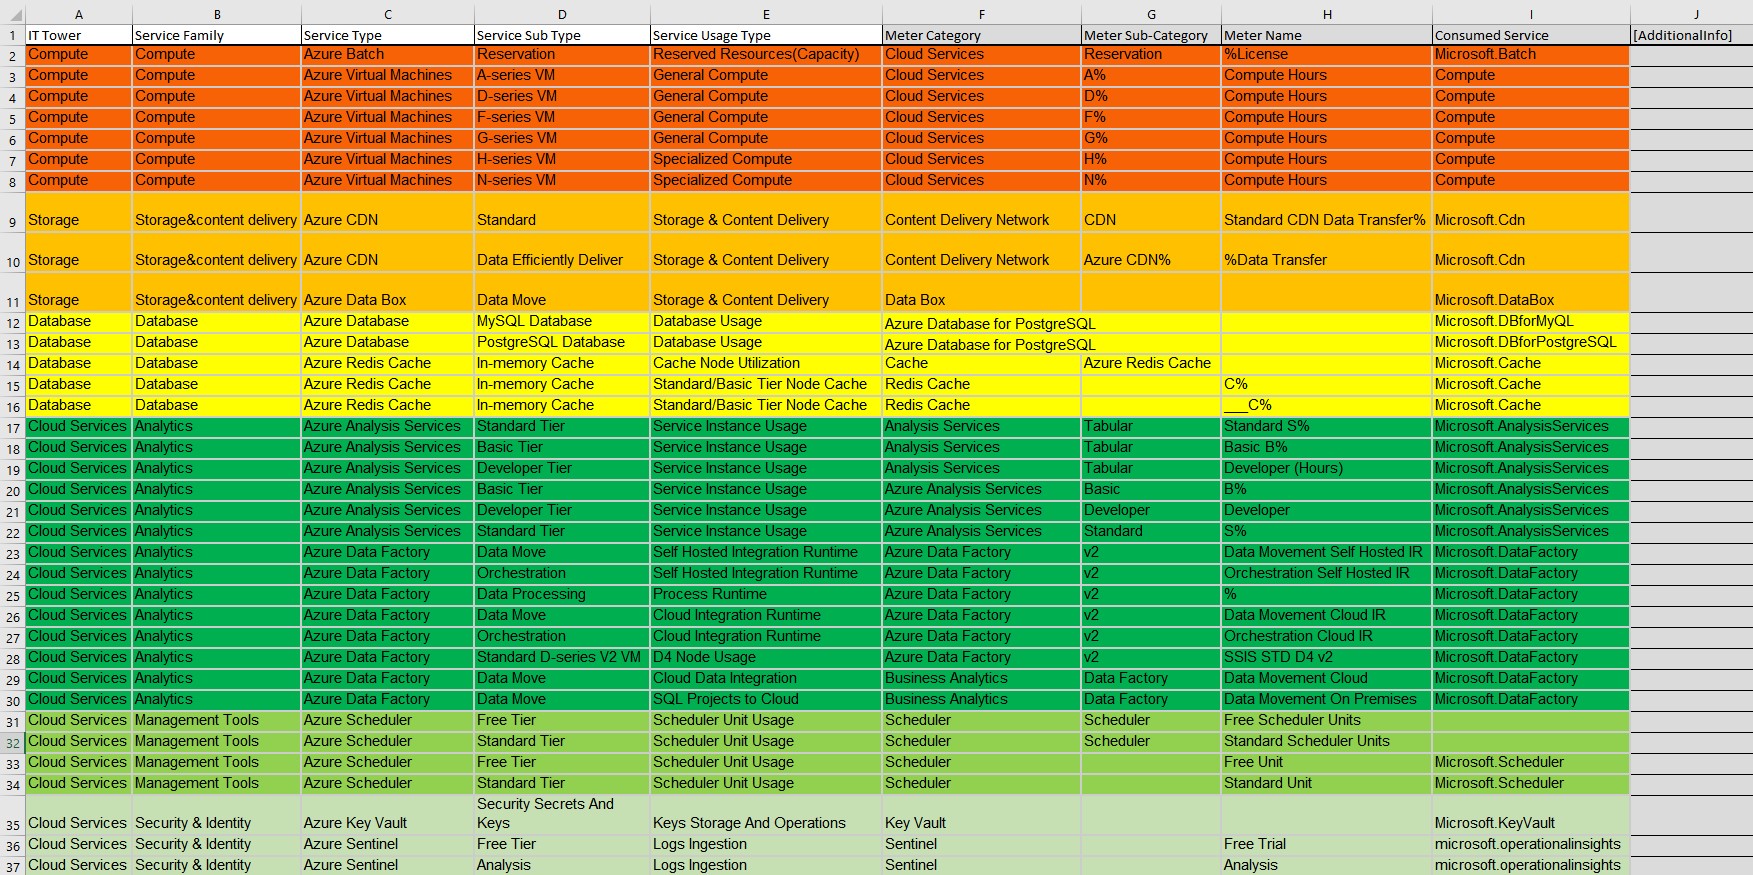 A B C D E F G H I J
1 IT Tower Service Family Service Type Service Sub Type Service Usage Type Meter Category Meter Sub-Category Meter Name Consumed Service [AdditionalInfo]
2 Compute Compute Azure Batch Reservation Reserved Resources(Capacity) Cloud Services Reservation %License Microsoft.Batch
3 Compute Compute Azure Virtual Machines A-series VM General Compute Cloud Services A% Compute Hours Compute
4 Compute Compute Azure Virtual Machines D-series VM General Compute Cloud Services D% Compute Hours Compute
5 Compute Compute Azure Virtual Machines F-series VM General Compute Cloud Services F% Compute Hours Compute
6 Compute Compute Azure Virtual Machines G-series VM General Compute Cloud Services G% Compute Hours Compute
7 Compute Compute Azure Virtual Machines H-series VM Specialized Compute Cloud Services H% Compute Hours Compute
8 Compute Compute Azure Virtual Machines N-series VM Specialized Compute Cloud Services N% Compute Hours Compute
9 Storage Storage&content delivery Azure CDN Standard Storage & Content Delivery Content Delivery Network CDN Standard CDN Data Transfer% Microsoft.Cdn
10 Storage Storage&content delivery Azure CDN Data Efficiently Deliver Storage & Content Delivery Content Delivery Network Azure CDN% %Data Transfer Microsoft.Cdn
11 Storage Storage&content delivery Azure Data Box Data Move Storage & Content Delivery Data Box Microsoft.DataBox
12 Database Database Azure Database MySQL Database Database Usage Azure Database for PostgreSQL Microsoft.DBforMyQL
13 Database Database Azure Database PostgreSQL Database Database Usage Azure Database for PostgreSQL Microsoft.DBforPostgreSQL
14 Database Database Azure Redis Cache In-memory Cache Cache Node Utilization Cache Azure Redis Cache Microsoft.Cache
15 Database Database Azure Redis Cache In-memory Cache Standard/Basic Tier Node Cache Redis Cache C% Microsoft.Cache
16 Database Database Azure Redis Cache In-memory Cache Standard/Basic Tier Node Cache Redis Cache ___C% Microsoft.Cache
17 Cloud Services Analytics Azure Analysis Services Standard Tier Service Instance Usage Analysis Services Tabular Standard S% Microsoft.AnalysisServices
18 Cloud Services Analytics Azure Analysis Services Basic Tier Service Instance Usage Analysis Services Tabular Basic B% Microsoft.AnalysisServices
19 Cloud Services Analytics Azure Analysis Services Developer Tier Service Instance Usage Analysis Services Tabular Developer (Hours) Microsoft.AnalysisServices
20 Cloud Services Analytics Azure Analysis Services Basic Tier Service Instance Usage Azure Analysis Services Basic B% Microsoft.AnalysisServices
21 Cloud Services Analytics Azure Analysis Services Developer Tier Service Instance Usage Azure Analysis Services Developer Developer Microsoft.AnalysisServices
22 Cloud Services Analytics Azure Analysis Services Standard Tier Service Instance Usage Azure Analysis Services Standard S% Microsoft.AnalysisServices
23 Cloud Services Analytics Azure Data Factory Data Move Self Hosted Integration Runtime Azure Data Factory v2 Data Movement Self Hosted IR Microsoft.DataFactory
24 Cloud Services Analytics Azure Data Factory Orchestration Self Hosted Integration Runtime Azure Data Factory v2 Orchestration Self Hosted IR Microsoft.DataFactory
25 Cloud Services Analytics Azure Data Factory Data Processing Process Runtime Azure Data Factory v2 % Microsoft.DataFactory
26 Cloud Services Analytics Azure Data Factory Data Move Cloud Integration Runtime Azure Data Factory v2 Data Movement Cloud IR Microsoft.DataFactory
27 Cloud Services Analytics Azure Data Factory Orchestration Cloud Integration Runtime Azure Data Factory v2 Orchestration Cloud IR Microsoft.DataFactory
28 Cloud Services Analytics Azure Data Factory Standard D-series V2 VM D4 Node Usage Azure Data Factory v2 SSIS STD D4 v2 Microsoft.DataFactory
29 Cloud Services Analytics Azure Data Factory Data Move Cloud Data Integration Business Analytics Data Factory Data Movement Cloud Microsoft.DataFactory
30 Cloud Services Analytics Azure Data Factory Data Move SQL Projects to Cloud Business Analytics Data Factory Data Movement On Premises Microsoft.DataFactory
31 Cloud Services Management Tools Azure Scheduler Free Tier Scheduler Unit Usage Scheduler Scheduler Free Scheduler Units
32 Cloud Services Management Tools Azure Scheduler Standard Tier Scheduler Unit Usage Scheduler Scheduler Standard Scheduler Units
33 Cloud Services Management Tools Azure Scheduler Free Tier Scheduler Unit Usage Scheduler Free Unit Microsoft.Scheduler
34 Cloud Services Management Tools Azure Scheduler Standard Tier Scheduler Unit Usage Scheduler Standard Unit Microsoft.Scheduler
Security Secrets And
35 Cloud Services Security & Identity Azure Key Vault Keys Keys Storage And Operations Key Vault Microsoft.KeyVault
36 Cloud Services Security & Identity Azure Sentinel Free Tier Logs Ingestion Sentinel Free Trial microsoft.operationalinsights
37 Cloud Services Security & Identity Azure Sentinel Analysis Logs Ingestion Sentinel Analysis microsoft.operationalinsights